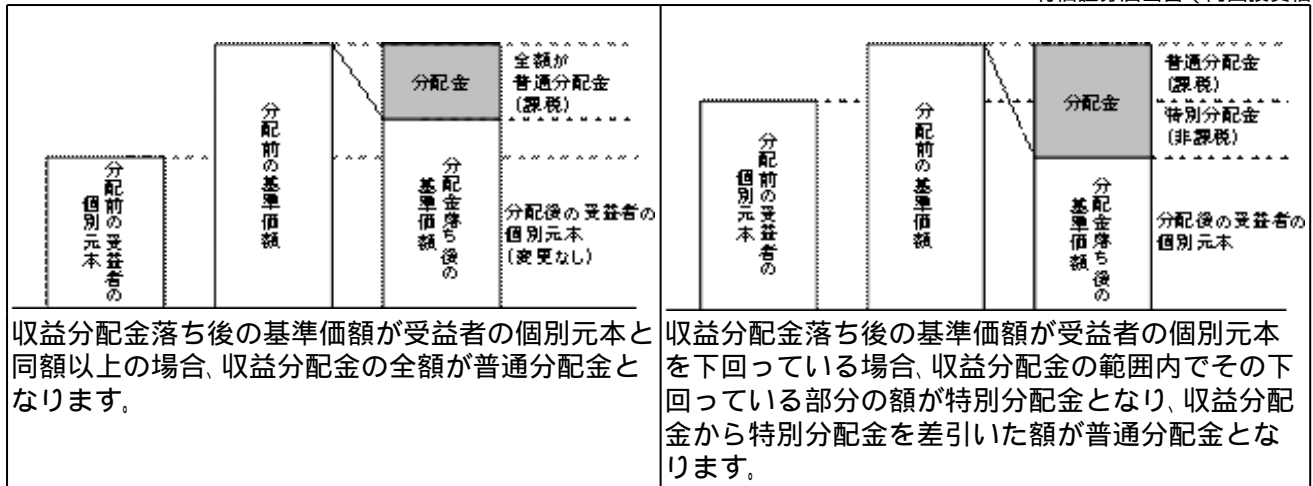 全額が
普通分配金
(課税)
分配金
分配前の受益者の
個別元本
分配前の基準価額
分配金落ち後の
基準価額
分配後の受益者の
個別元本
(変更なし)
収益分配金落ち後の基準価額が受益者の個別元本と
同額以上の場合、収益分配金の全額が普通分配金と
なります。
普通分配金
(課税)
特別分配金
(非課税)
分配金
分配前の受益者の
個別元本
分配前の基準価額
分配金落ち後の
基準価額
分配後の受益者の
個別元本
収益分配金落ち後の基準価額が受益者の個別元本
を下回っている場合、収益分配金の範囲内でその下
回っている部分の額が特別分配金となり、収益分配
金から特別分配金を差引いた額が普通分配金とな
ります。